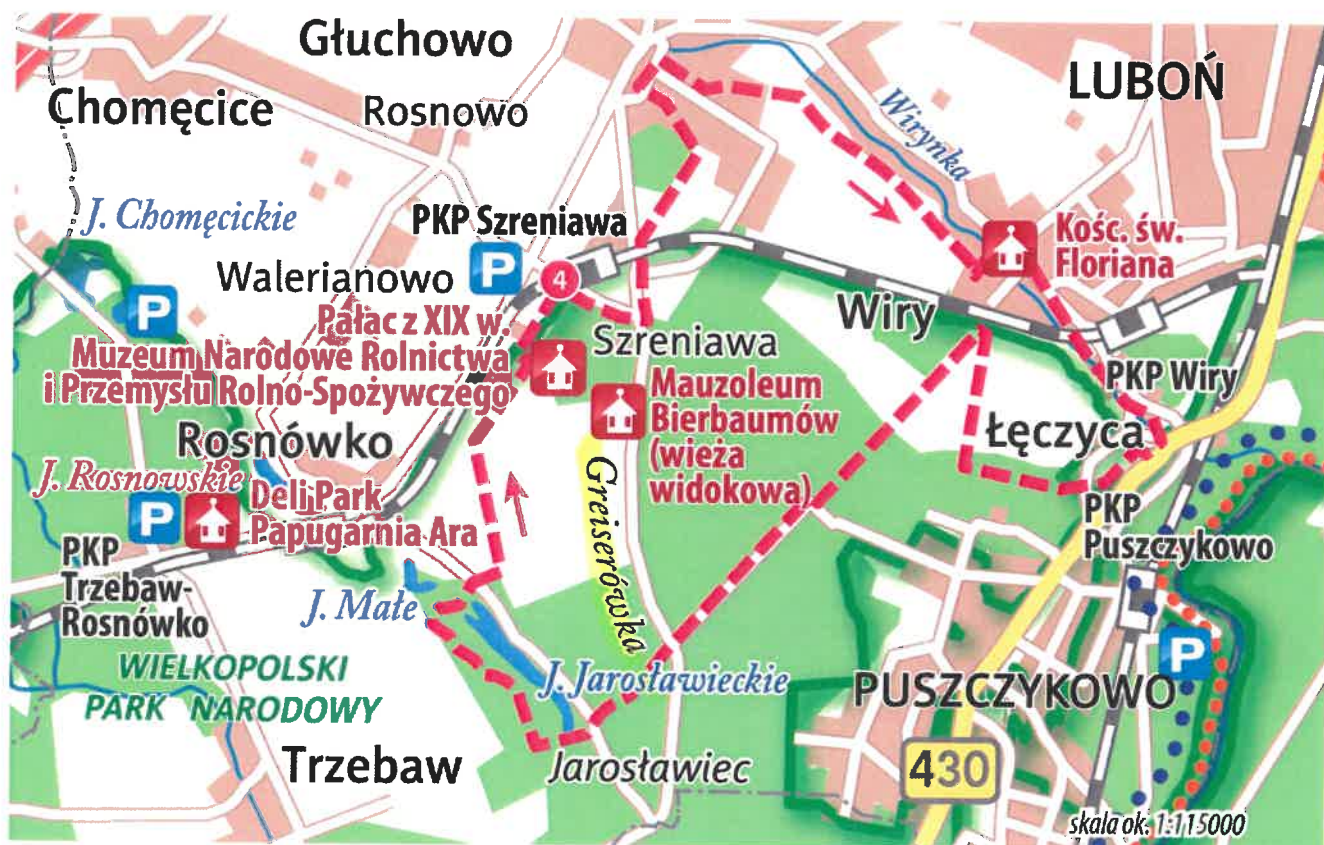 Głuchowo
LUBOŃ
Chomęcice
Rosnowo
Wirynka
J. Chomęcickie
PKP Szreniawa
P
Kośc. św.
Floriana
Walerianowo
P
4
P
Wiry
Pałac z XIX w.
Muzeum Narodowe Rolnictwa
i Przemysłu Rolno-Spożywczego
Szreniawa
Mauzoleum
Bierbaumów
(wieża
widokowa)
PKP Wiry
Łęczyca
Rosnówko
J. Rosnowskie
P
Deli Park
Papugarnia Ara
Greiserówka
PKP
Puszczykowo
PKP
Trzebaw-
Rosnówko
J. Małe
WIELKOPOLSKI
PARK NARODOWY
J. Jarosławieckie
PUSZCZYKOWO
P
Trzebaw
Jarosławiec
430
skala ok. 1:115000